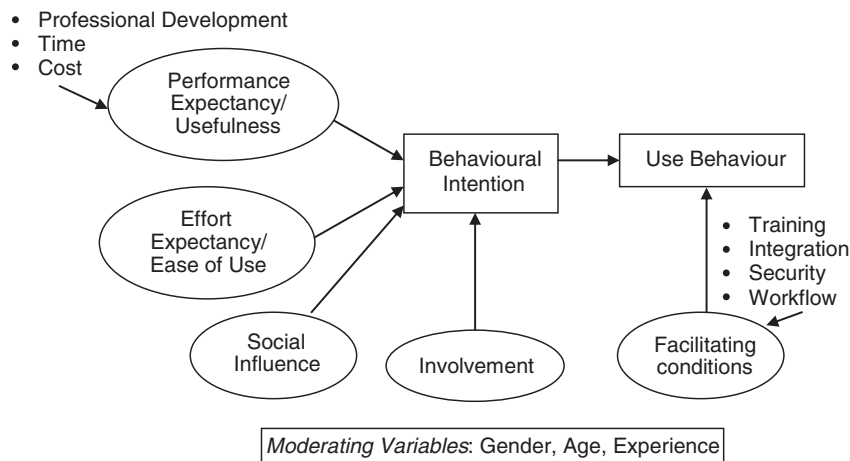 • Professional Development
• Time
• Cost
Performance
Expectancy/
Usefulness
Behavioural
Intention
Use Behaviour
Effort
Expectancy/
Ease of Use
• Training
• Integration
• Security
• Workflow
Social
Influence
Involvement
Facilitating
conditions
Moderating Variables: Gender, Age, Experience